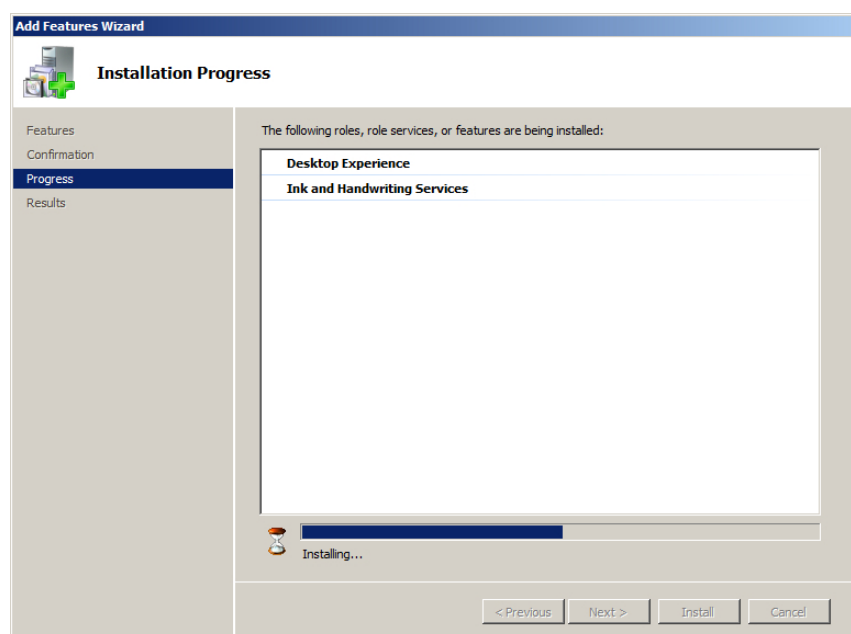 Add Features Wizard
Installation Progress
Features
Confirmation
Progress
Results
The following roles, role services, or features are being installed:
Desktop Experience
Ink and Handwriting Services
Installing...
< Previous
Next >
Install
Cancel